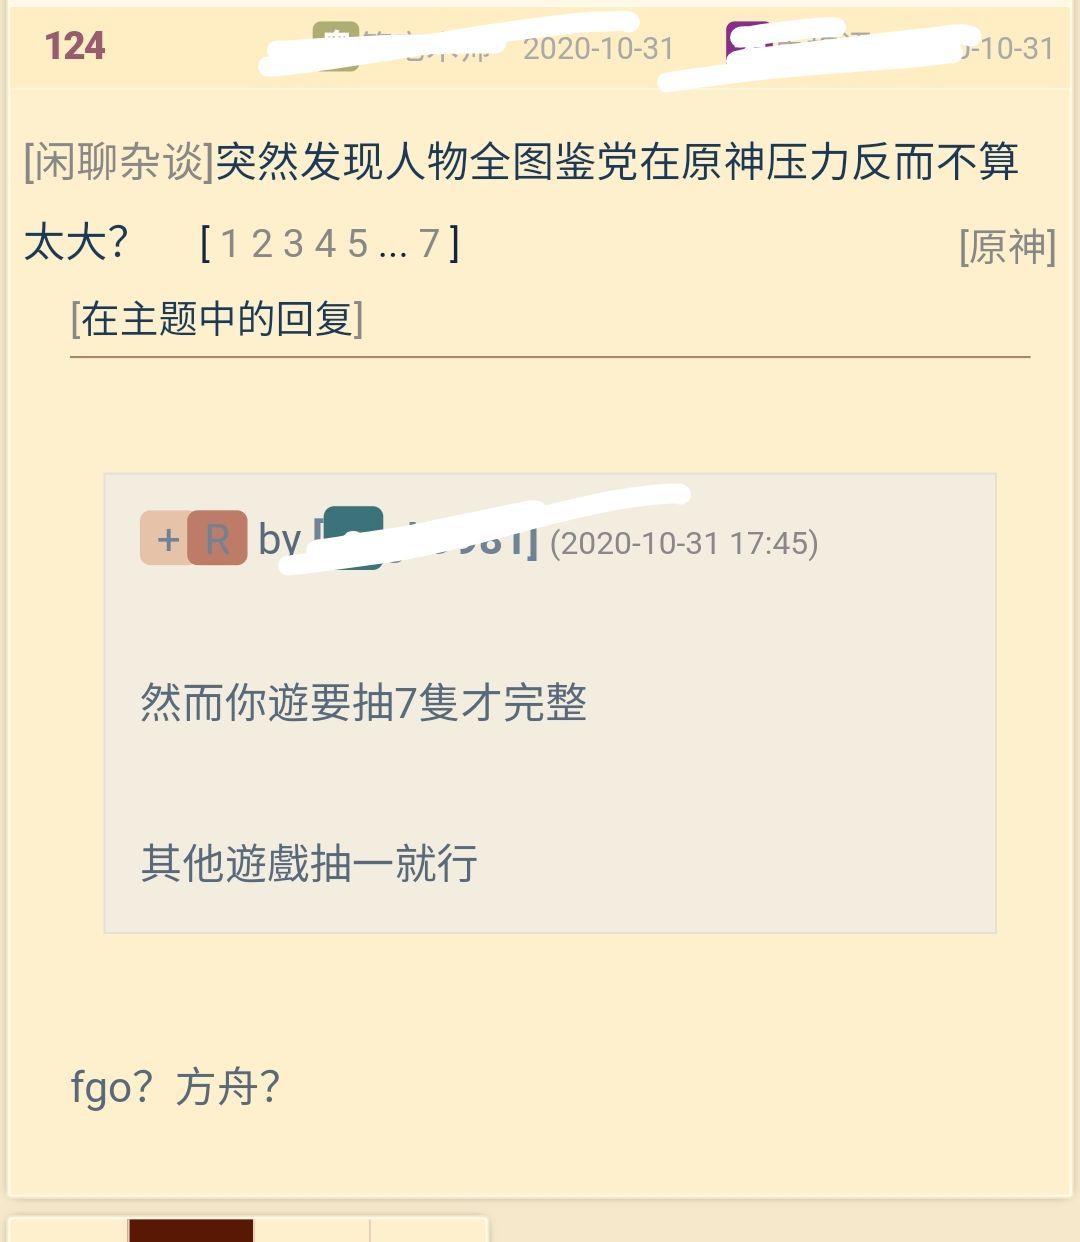 124 2020-10-31 -10-31
[闲聊杂谈]突然发现人物全图鉴党在原神压力反而不算
太大? [ 1 2 3 4 5 ... 7 ] [原神]
[在主题中的回复]
+ R by (2020-10-31 17:45)
然而你遊要抽7隻才完整
其他遊戲抽一就行
fgo? 方舟?